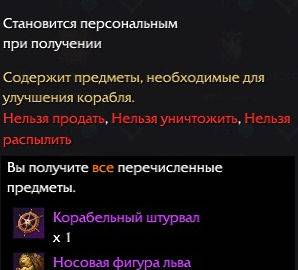 Становится персональным
при получении
Содержит предметы, необходимые для
улучшения корабля.
Нельзя продать, Нельзя уничтожить, Нельзя
распылить
Вы получите все перечисленные
предметы.
Корабельный штурвал
x 1
Носовая фигура льва